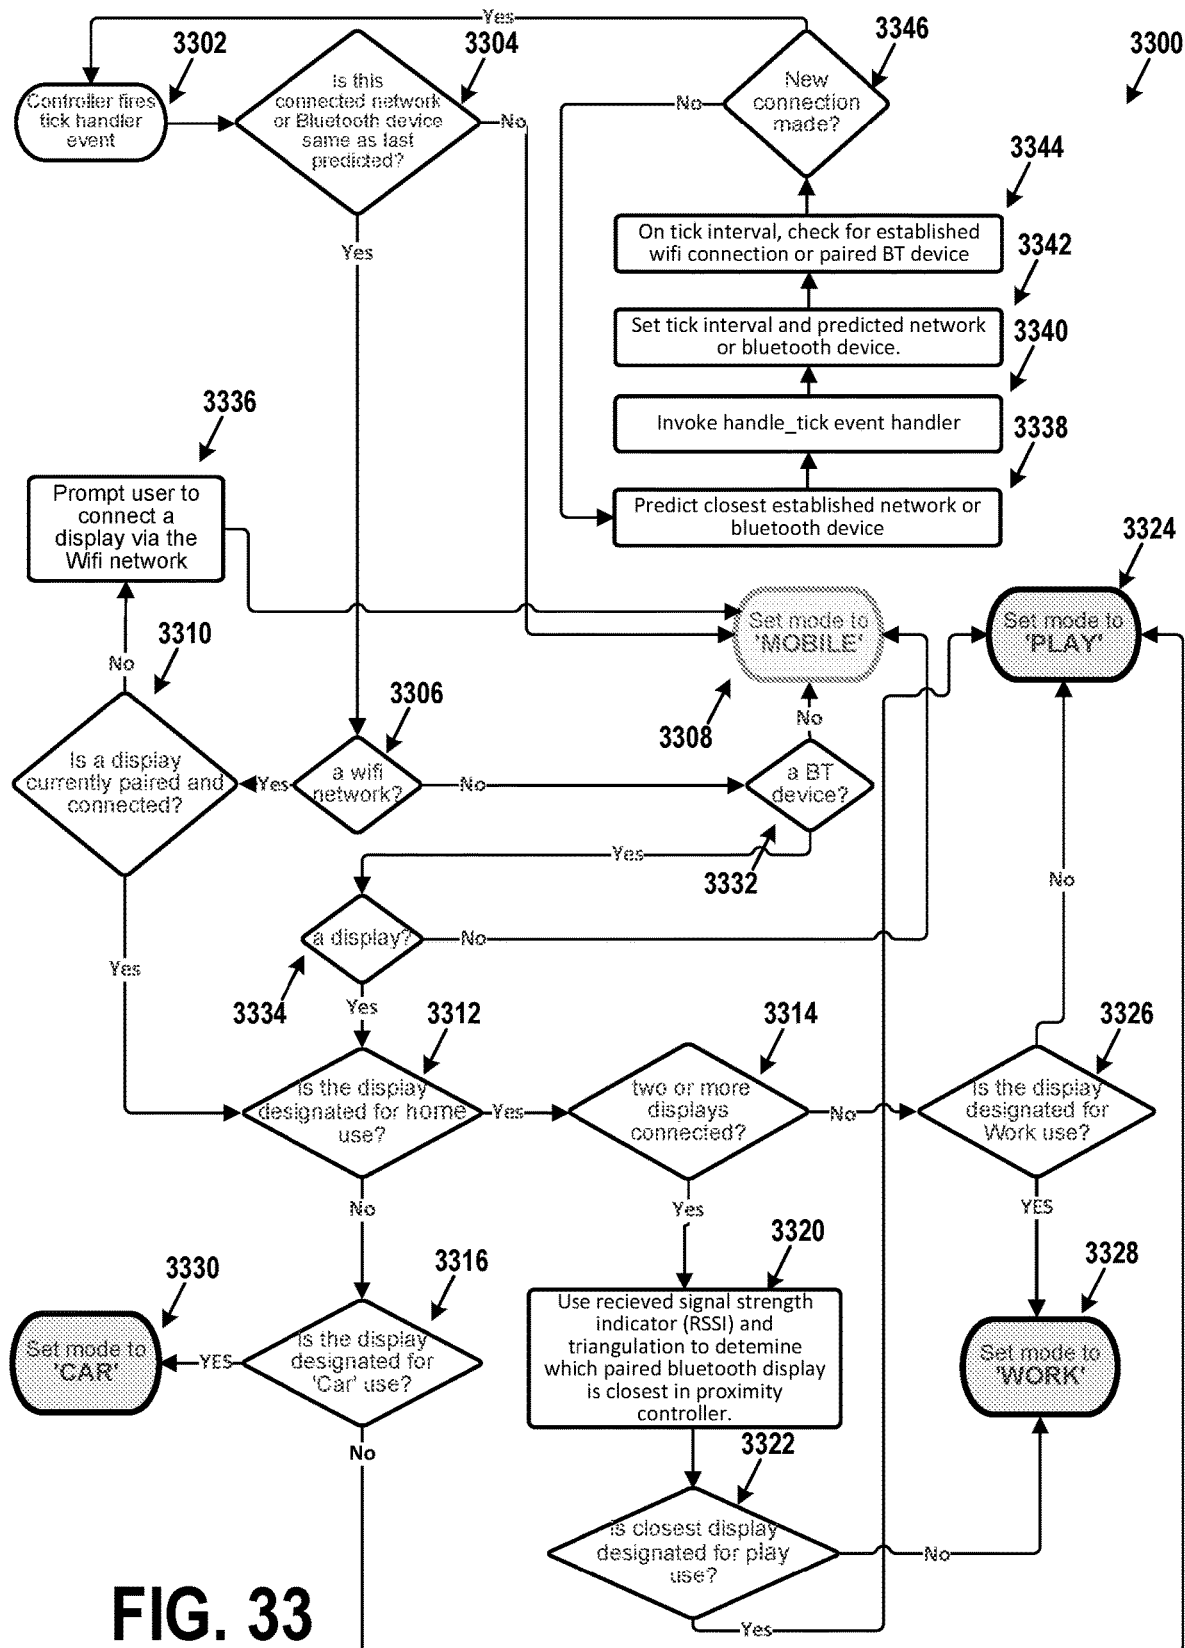 Yes
3302
3304
3346
3300
Controller fires
tick handler
event
Is this
connected network
or Bluetooth device
same as last
predicted?
No
No
New
connection
made?
3344
On tick interval, check for established
wifi connection or paired BT device
3342
Yes
Set tick interval and predicted network
or bluetooth device.
3340
Invoke handle_tick event handler
3338
3336
Prompt user to
connect a
display via the
Wifi network
Predict closest established network or
bluetooth device
3324
Set mode to
'MOBILE'
Set mode to
'PLAY'
3310
No
3306
3308
No
Is a display
currently paired and
connected?
Yes
a wifi
network?
No
a BT
device?
Yes
3332
No
a display?
No
Yes
3334
Yes
3312
3314
3326
Is the display
designated for home
use?
Yes
two or more
displays
connected?
No
Is the display
designated for
Work use?
No
Yes
YES
3330
3316
3320
3328
Set mode to
'CAR'
YES
Is the display
designated for
'Car' use?
Use recieved signal strength
indicator (RSSI) and
triangulation to detemine
which paired bluetooth display
is closest in proximity
controller.
Set mode to
'WORK'
No
3322
Is closest display
designated for play
use?
No
Yes
FIG. 33